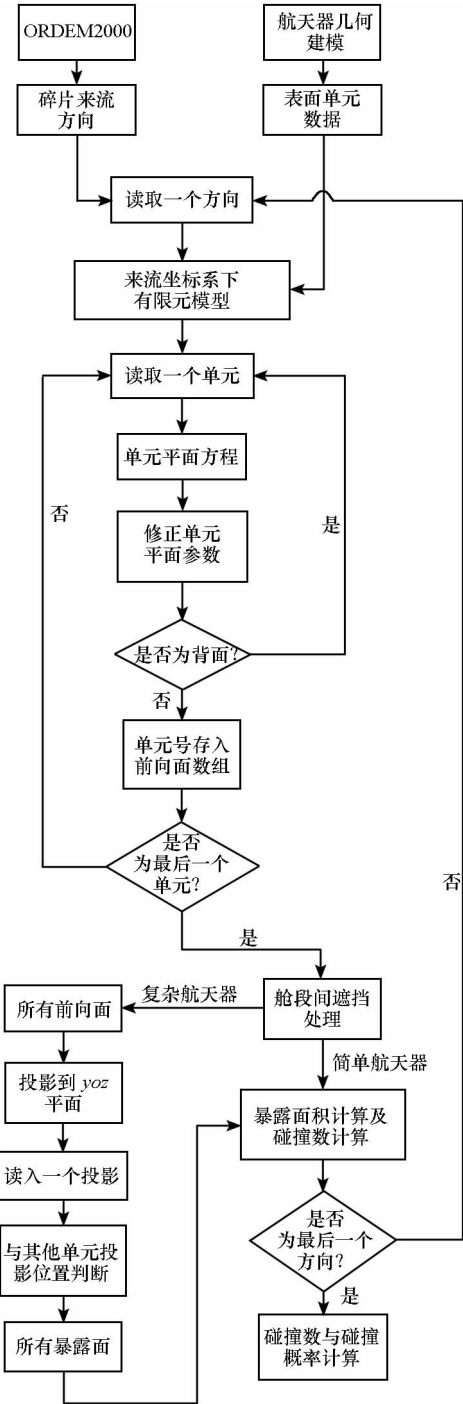 ORDEM2000
航天器几何
建模
碎片来流
方向
表面单元
数据
读取一个方向
来流坐标系下
有限元模型
读取一个单元
单元平面方程
否
是
修正单元
平面参数
是否为背面?
否
单元号存入
前向面数组
是否
为最后一个
单元?
否
是
所有前向面
复杂航天器
舱段间遮挡
处理
简单航天器
投影到 yoz
平面
暴露面积计算及
碰撞数计算
读入一个投影
是否
为最后一个
方向?
与其他单元投
影位置判断
是
所有暴露面
碰撞数与碰撞
概率计算